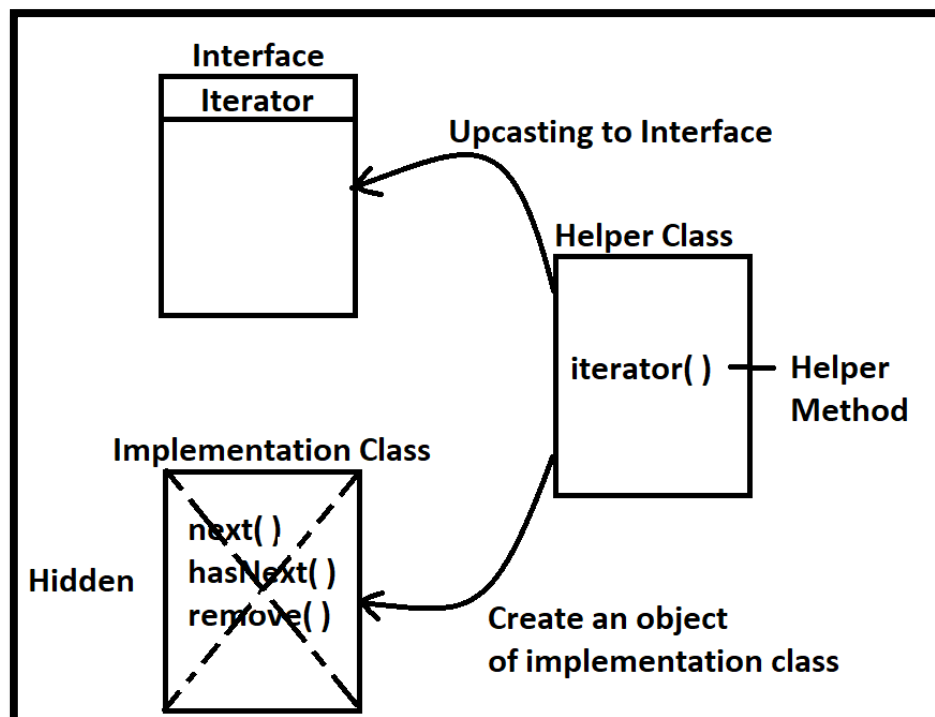 Interface
Iterator
Upcasting to Interface
Helper Class
iterator( )
Helper
Method
Implementation Class
next( )
hasNext( )
remove( )
Hidden
Create an object
of implementation class